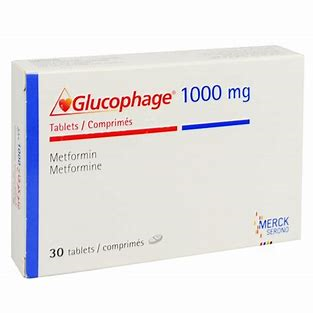 Glucophage® 1000 mg
Tablets / Comprimés
Metformin
Metformine
30 tablets / comprimés
MERCK
SERONO